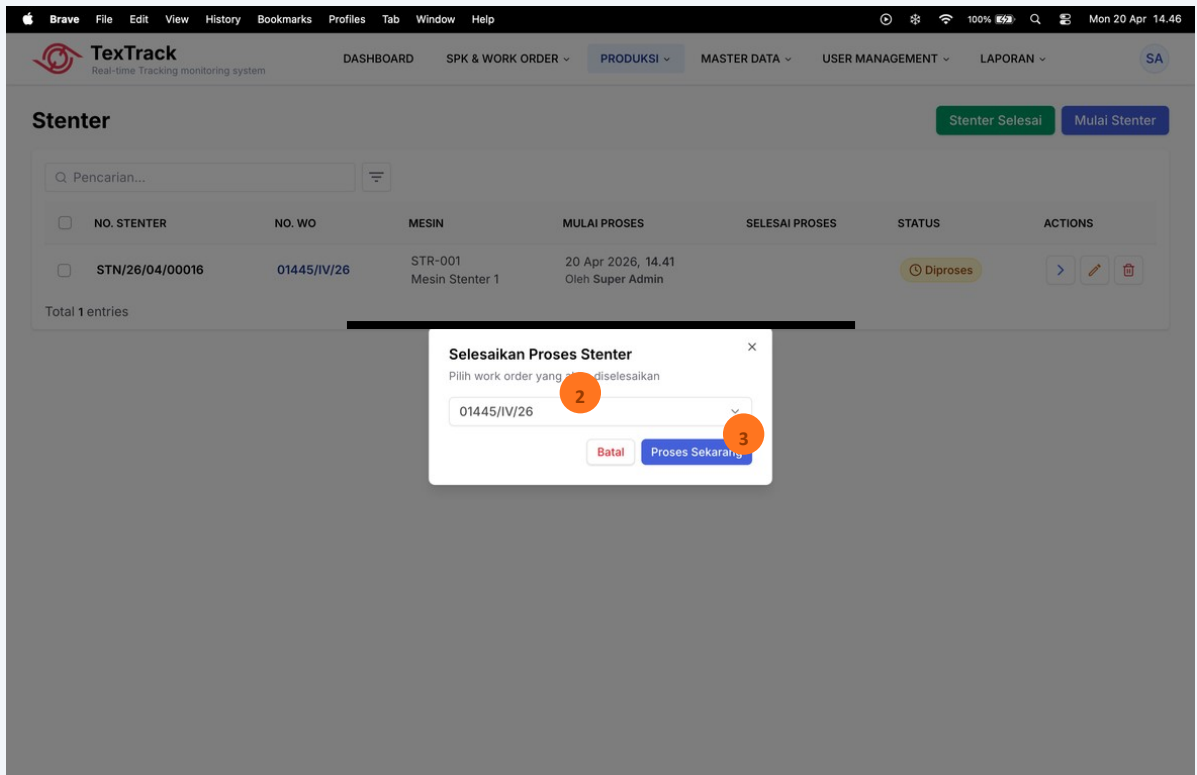 Brave File Edit View History Bookmarks Profiles Tab Window Help 100% Mon 20 Apr 14.46
TexTrack
Real-time Tracking monitoring system
DASHBOARD SPK & WORK ORDER PRODUKSI MASTER DATA USER MANAGEMENT LAPORAN SA
Stenter
Stenter Selesai Mulai Stenter
Pencarian...
NO. STENTER NO. WO MESIN MULAI PROSES SELESAI PROSES STATUS ACTIONS
STN/26/04/00016 01445/IV/26 STR-001 20 Apr 2026, 14.41 Diproses
Mesin Stenter 1 Oleh Super Admin
Total 1 entries
Selesaikan Proses Stenter
Pilih work order yang diselesaikan
2
01445/IV/26
3
Batal Proses Sekarang